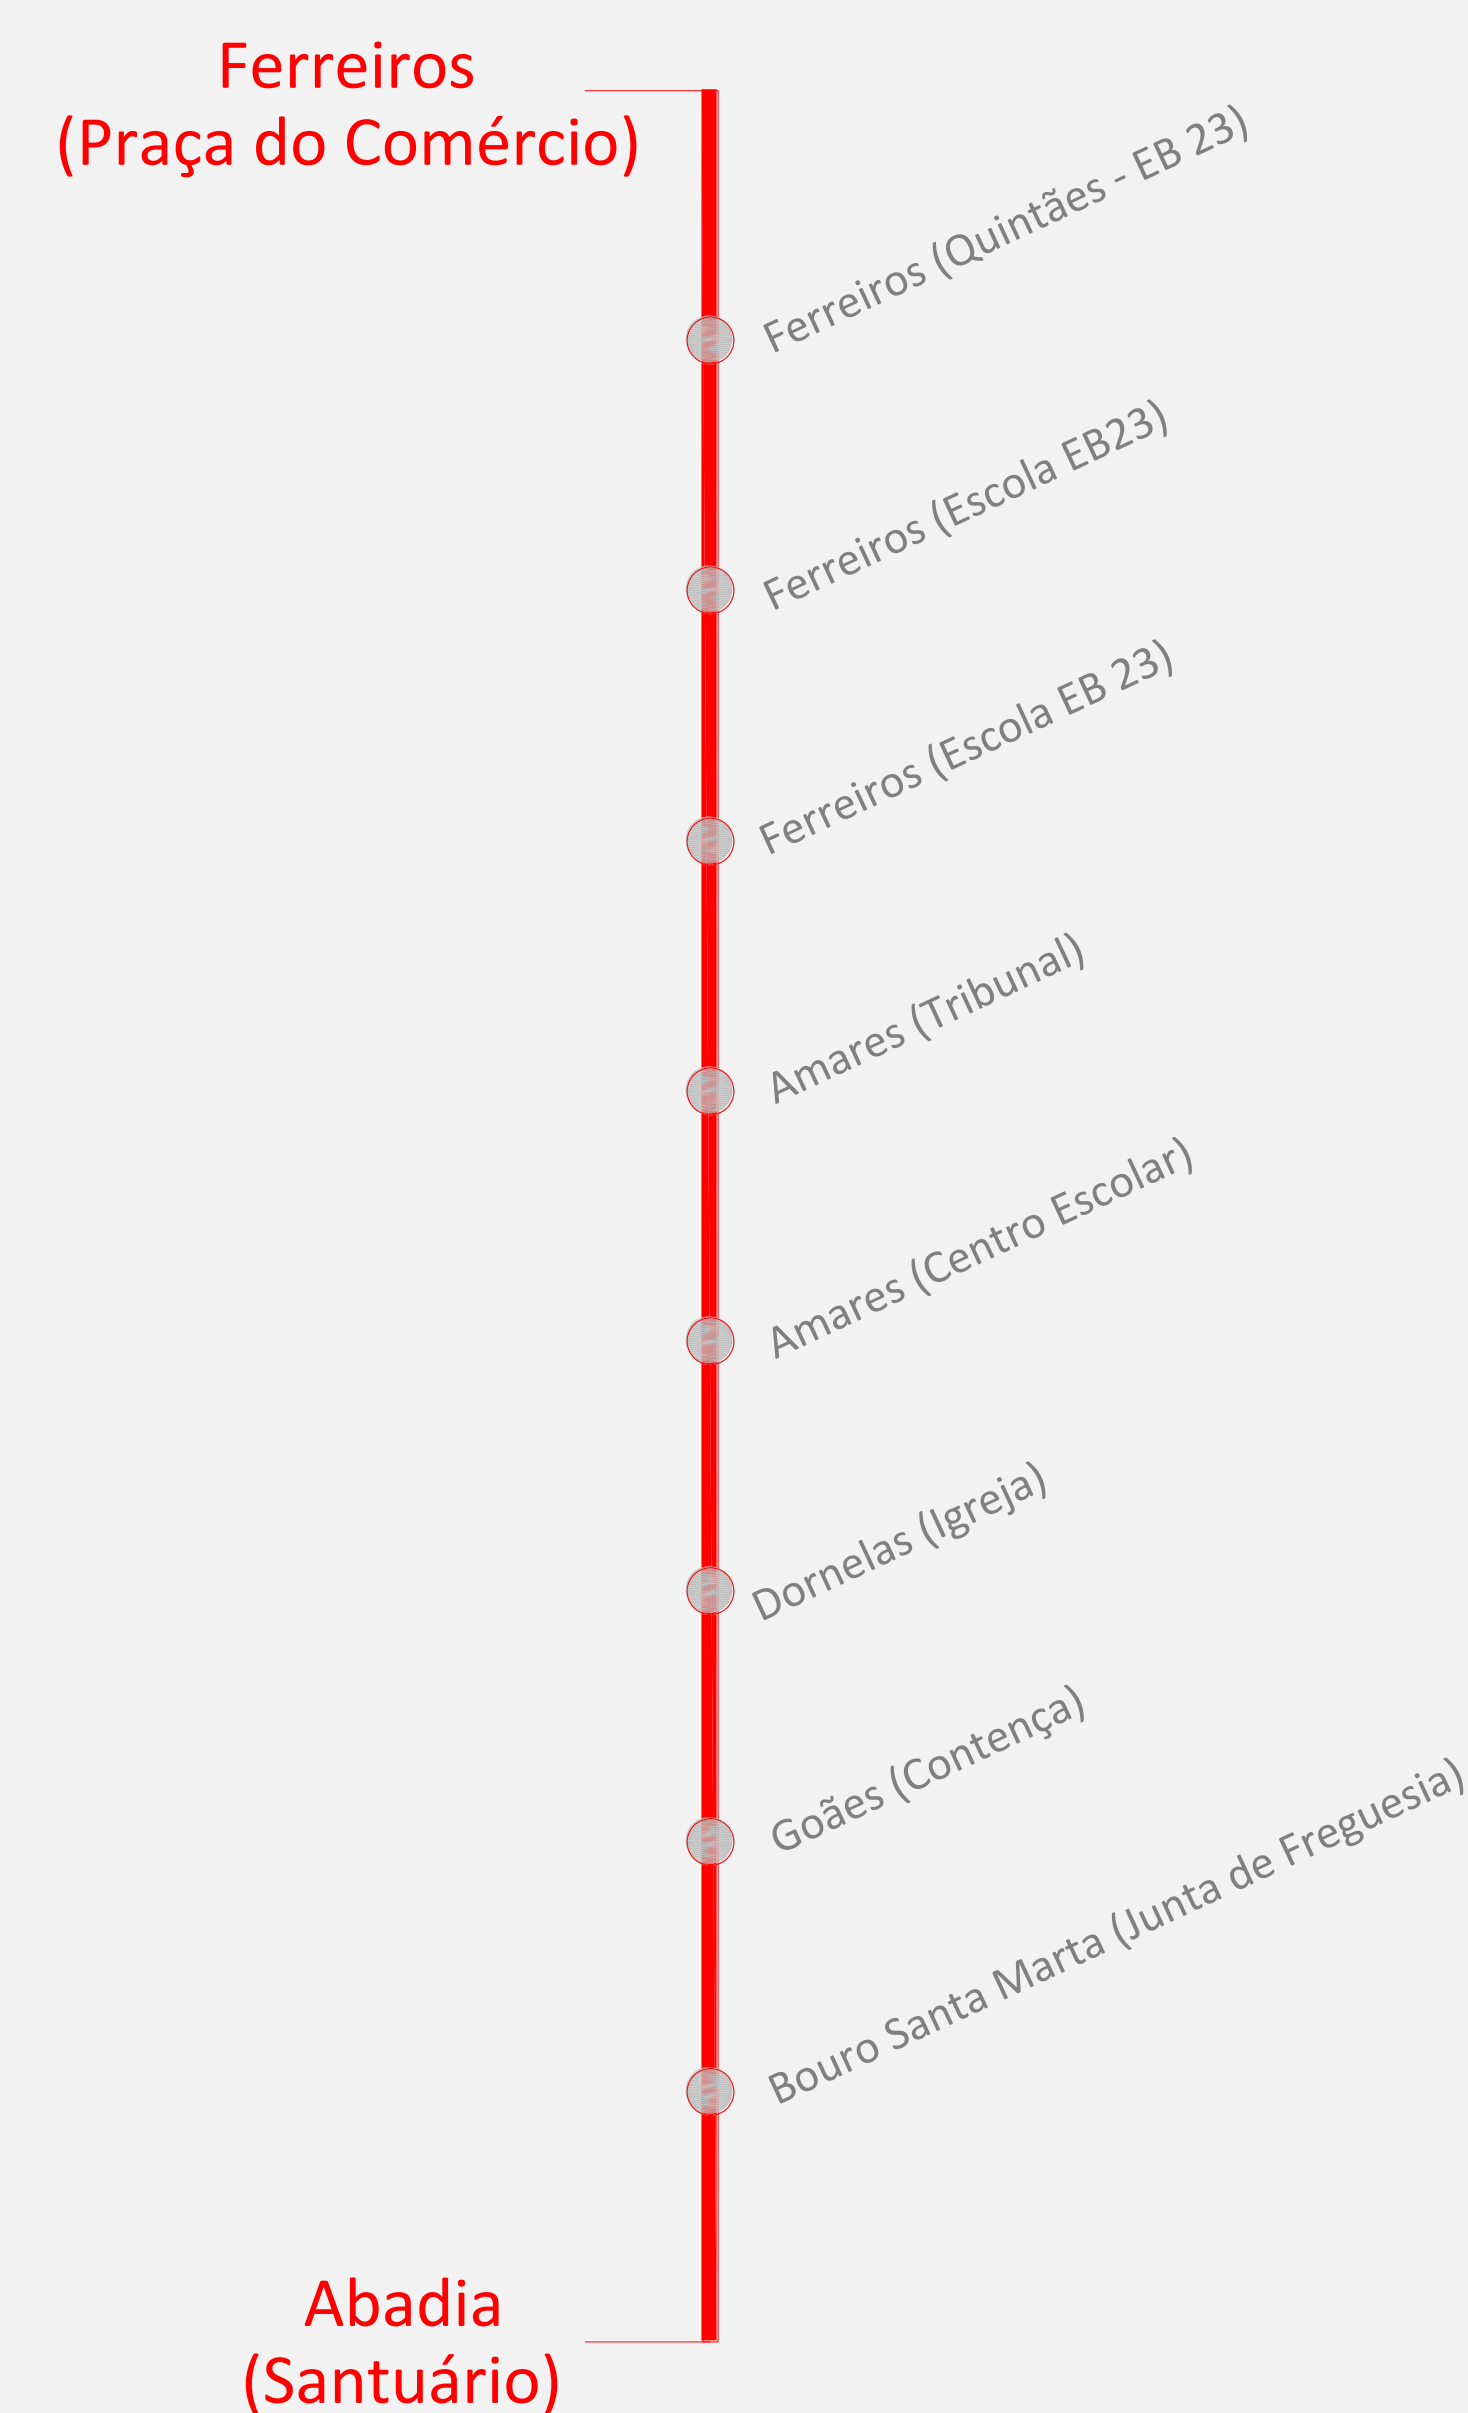 Ferreiros
(Praça do Comércio)
Ferreiros (Quintães - EB 23)
Ferreiros (Escola EB23)
Ferreiros (Escola EB 23)
Amares (Tribunal)
Amares (Centro Escolar)
Dornelas (Igreja)
Goães (Contença)
Bouro Santa Marta (Junta de Freguesia)
Abadia
(Santuário)